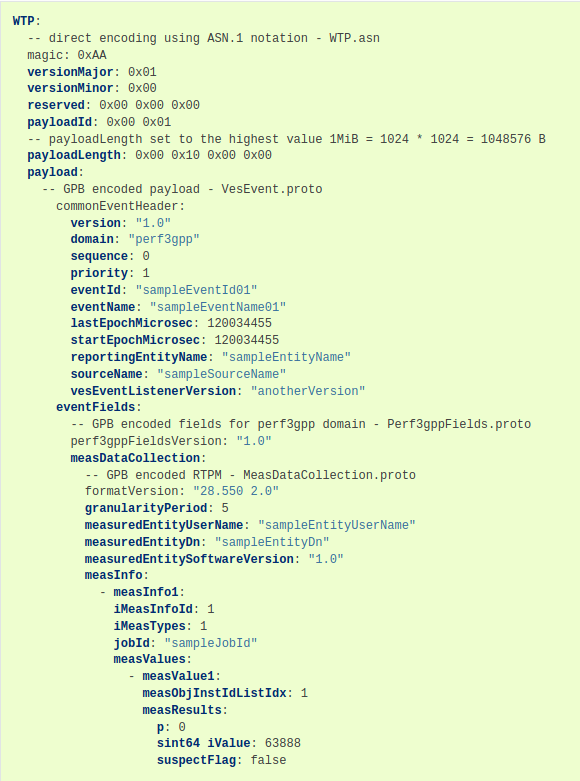 WTP:
-- direct encoding using ASN.1 notation - WTP.asn
magic: 0xAA
versionMajor: 0x01
versionMinor: 0x00
reserved: 0x00 0x00 0x00
payloadId: 0x00 0x01
-- payloadLength set to the highest value 1MiB = 1024 * 1024 = 1048576 B
payloadLength: 0x00 0x10 0x00 0x00
payload:
-- GPB encoded payload - VesEvent.proto
commonEventHeader:
version: "1.0"
domain: "perf3gpp"
sequence: 0
priority: 1
eventId: "sampleEventId01"
eventName: "sampleEventName01"
lastEpochMicrosec: 120034455
startEpochMicrosec: 120034455
reportingEntityName: "sampleEntityName"
sourceName: "sampleSourceName"
vesEventListenerVersion: "anotherVersion"
eventFields:
-- GPB encoded fields for perf3gpp domain - Perf3gppFields.proto
perf3gppFieldsVersion: "1.0"
measDataCollection:
-- GPB encoded RTPM - MeasDataCollection.proto
formatVersion: "28.550 2.0"
granularityPeriod: 5
measuredEntityUserName: "sampleEntityUserName"
measuredEntityDn: "sampleEntityDn"
measuredEntitySoftwareVersion: "1.0"
measInfo:
- measInfo1:
iMeasInfoId: 1
iMeasTypes: 1
jobId: "sampleJobId"
measValues:
- measValue1:
measObjInstIdListIdx: 1
measResults:
p: 0
sint64 iValue: 63888
suspectFlag: false